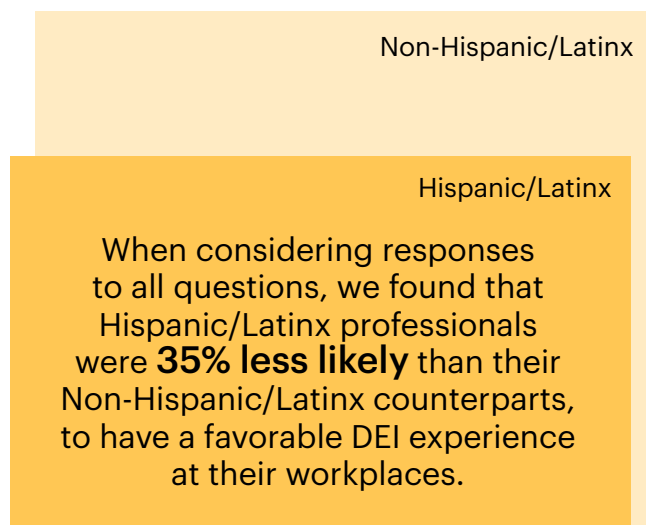 Non-Hispanic/Latinx
Hispanic/Latinx
When considering responses
to all questions, we found that
Hispanic/Latinx professionals
were 35% less likely than their
Non-Hispanic/Latinx counterparts,
to have a favorable DEI experience
at their workplaces.